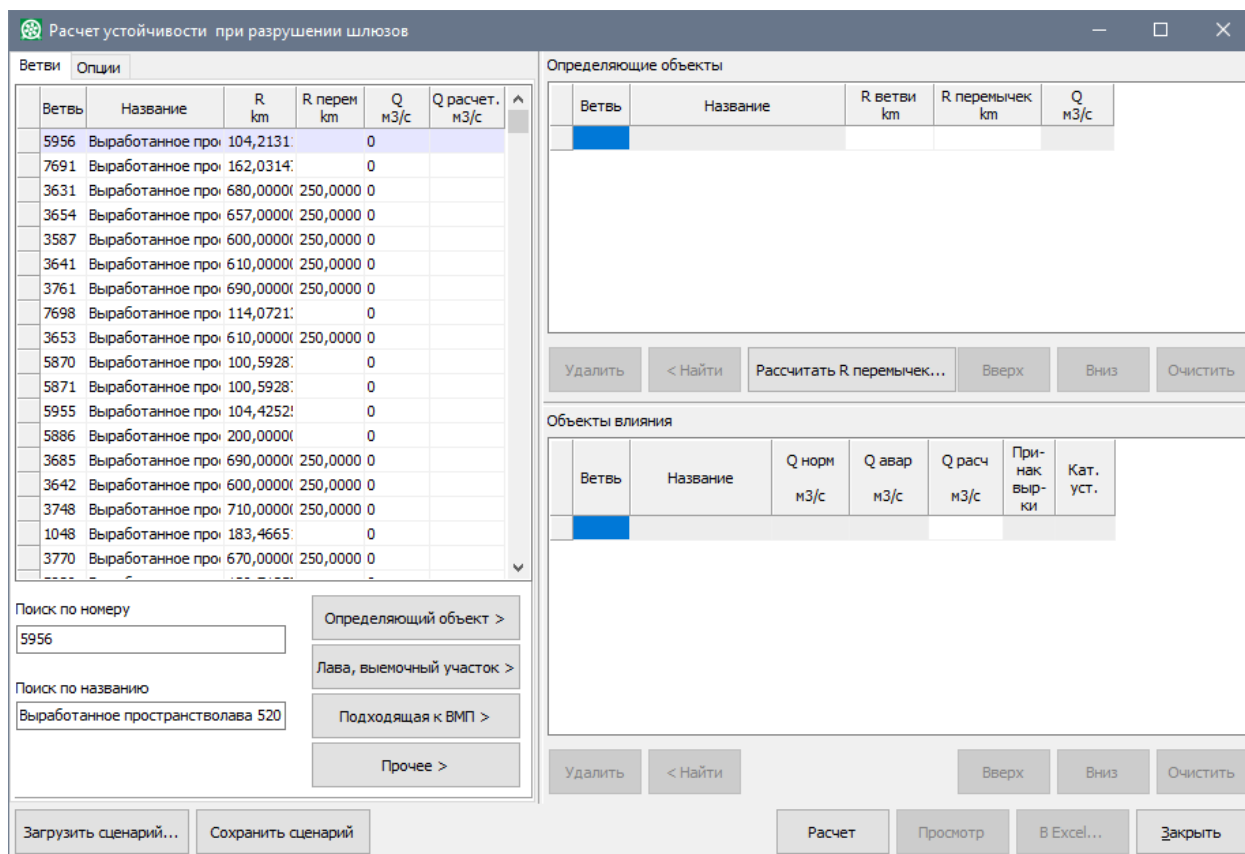 Расчет устойчивости при разрушении шлюзов
Ветви Опции
Ветвь Название R km R перем km Q м3/с Q расчет. м3/с
5956 Выработанное про 104,2131 0
7691 Выработанное про 162,0314 0
3631 Выработанное про 680,0000 250,0000 0
3654 Выработанное про 657,0000 250,0000 0
3587 Выработанное про 600,0000 250,0000 0
3641 Выработанное про 610,0000 250,0000 0
3761 Выработанное про 690,0000 250,0000 0
7698 Выработанное про 114,0721 0
3653 Выработанное про 610,0000 250,0000 0
5870 Выработанное про 100,5928 0
5871 Выработанное про 100,5928 0
5955 Выработанное про 104,4252 0
5886 Выработанное про 200,0000 0
3685 Выработанное про 690,0000 250,0000 0
3642 Выработанное про 600,0000 250,0000 0
3748 Выработанное про 710,0000 250,0000 0
1048 Выработанное про 183,4665 0
3770 Выработанное про 670,0000 250,0000 0
Поиск по номеру
5956
Поиск по названию
Выработанное пространстволава 520
Определяющий объект >
Лава, выемочный участок >
Подходящая к ВМП >
Прочее >
Определяющие объекты
Ветвь Название R ветви km R перемычек km Q м3/с
Удалить < Найти Рассчитать R перемычек... Вверх Вниз Очистить
Объекты влияния
Ветвь Название Q норм м3/с Q авар м3/с Q расч м3/с При-нак выр-ки Кат. уст.
Удалить < Найти Вверх Вниз Очистить
Загрузить сценарий... Сохранить сценарий Расчет Просмотр В Excel... Закрыть